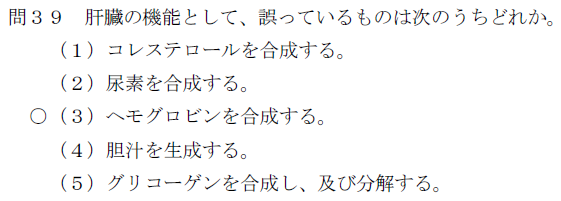 問３９　肝臓の機能として、誤っているものは次のうちどれか。
（１）コレステロールを合成する。
（２）尿素を合成する。
○（３）ヘモグロビンを合成する。
（４）胆汁を生成する。
（５）グリコーゲンを合成し、及び分解する。